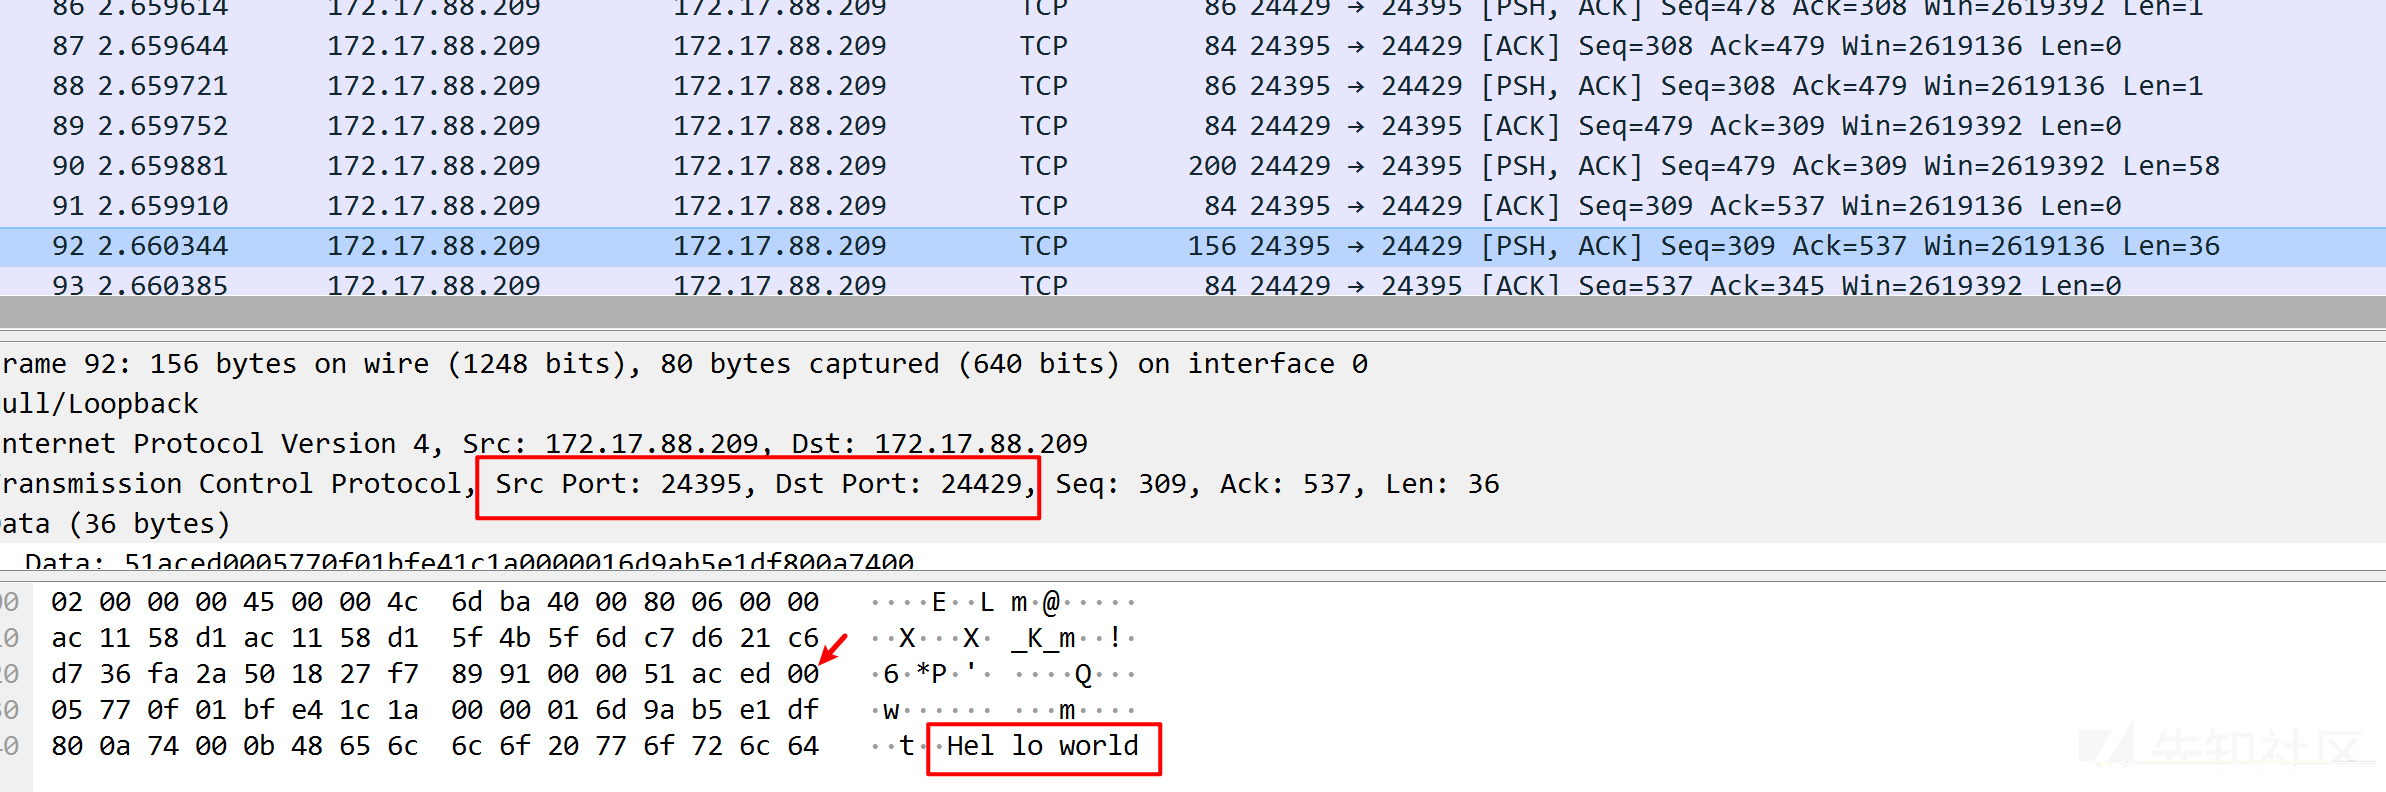 86 2.659614 172.17.88.209 172.17.88.209 TCP 86 24429 → 24395 [PSH, ACK] Seq=478 Ack=308 Win=2619392 Len=1
87 2.659644 172.17.88.209 172.17.88.209 TCP 84 24395 → 24429 [ACK] Seq=308 Ack=479 Win=2619136 Len=0
88 2.659721 172.17.88.209 172.17.88.209 TCP 86 24395 → 24429 [PSH, ACK] Seq=308 Ack=479 Win=2619136 Len=1
89 2.659752 172.17.88.209 172.17.88.209 TCP 84 24429 → 24395 [ACK] Seq=479 Ack=309 Win=2619392 Len=0
90 2.659881 172.17.88.209 172.17.88.209 TCP 200 24429 → 24395 [PSH, ACK] Seq=479 Ack=309 Win=2619392 Len=58
91 2.659910 172.17.88.209 172.17.88.209 TCP 84 24395 → 24429 [ACK] Seq=309 Ack=537 Win=2619136 Len=0
92 2.660344 172.17.88.209 172.17.88.209 TCP 156 24395 → 24429 [PSH, ACK] Seq=309 Ack=537 Win=2619136 Len=36
93 2.660385 172.17.88.209 172.17.88.209 TCP 84 24429 → 24395 [ACK] Seq=537 Ack=345 Win=2619392 Len=0
rame 92: 156 bytes on wire (1248 bits), 80 bytes captured (640 bits) on interface 0
ull/Loopback
nternet Protocol Version 4, Src: 172.17.88.209, Dst: 172.17.88.209
ransmission Control Protocol, Src Port: 24395, Dst Port: 24429, Seq: 309, Ack: 537, Len: 36
ata (36 bytes)
Data: 51aced0005770f01bfe41c1a0000016d9ab5e1df800a7400
00 02 00 00 00 45 00 00 4c 6d ba 40 00 80 06 00 00 ····E··L m·@·····
10 ac 11 58 d1 ac 11 58 d1 5f 4b 5f 6d c7 d6 21 c6 ··X···X· _K_m··!·
20 d7 36 fa 2a 50 18 27 f7 89 91 00 00 51 ac ed 00 ·6·*P·'· ····Q···
30 05 77 0f 01 bf e4 1c 1a 00 00 01 6d 9a b5 e1 df ·w······ ···m····
40 80 0a 74 00 0b 48 65 6c 6c 6f 20 77 6f 72 6c 64 ··t··Hel lo world
先知社区